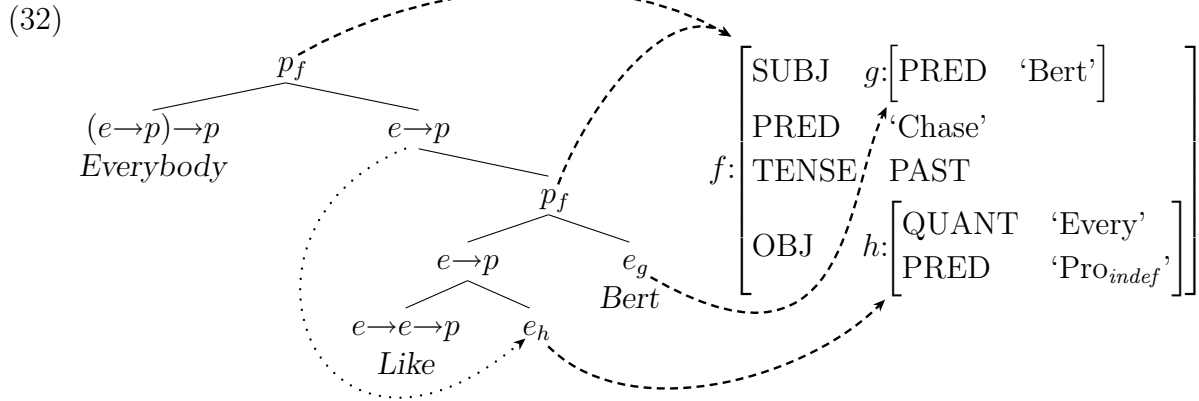 (32)
p_f
(e→p)→p
Everybody
e→p
p_f
e→p
e_g
Bert
e→e→p
Like
e_h
f:
SUBJ g: PRED ‘Bert’
PRED ‘Chase’
TENSE PAST
OBJ h: QUANT ‘Every’
PRED ‘Pro_indef’